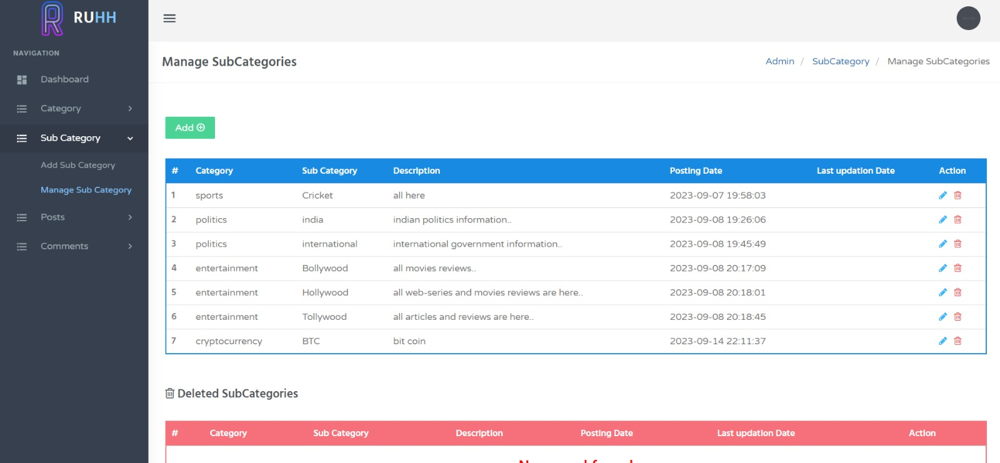 RUHH
NAVIGATION
Dashboard
Category
Sub Category
Add Sub Category
Manage Sub Category
Posts
Comments
Manage SubCategories
Admin / SubCategory / Manage SubCategories
Add
# Category Sub Category Description Posting Date Last updation Date Action
1 sports Cricket all here 2023-09-07 19:58:03
2 politics india indian politics information.. 2023-09-08 19:26:06
3 politics international international government information.. 2023-09-08 19:45:49
4 entertainment Bollywood all movies reviews.. 2023-09-08 20:17:09
5 entertainment Hollywood all web-series and movies reviews are here.. 2023-09-08 20:18:01
6 entertainment Tollywood all articles and reviews are here.. 2023-09-08 20:18:45
7 cryptocurrency BTC bit coin 2023-09-14 22:11:37
Deleted SubCategories
# Category Sub Category Description Posting Date Last updation Date Action